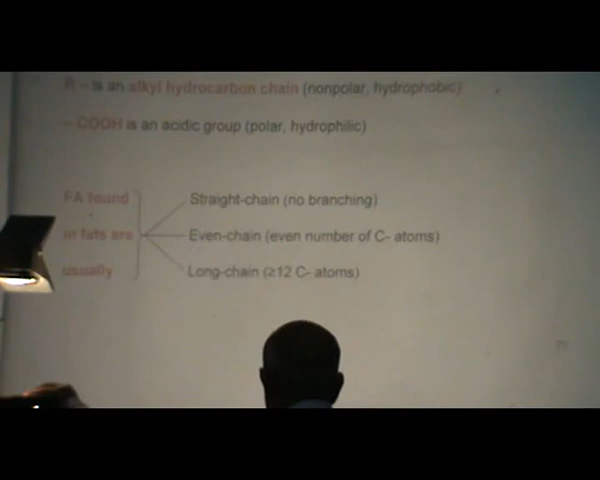 R – is an alkyl hydrocarbon chain (nonpolar, hydrophobic)
– COOH is an acidic group (polar, hydrophilic)
FA found
in fats are
usually
Straight-chain (no branching)
Even-chain (even number of C- atoms)
Long-chain (≥12 C- atoms)